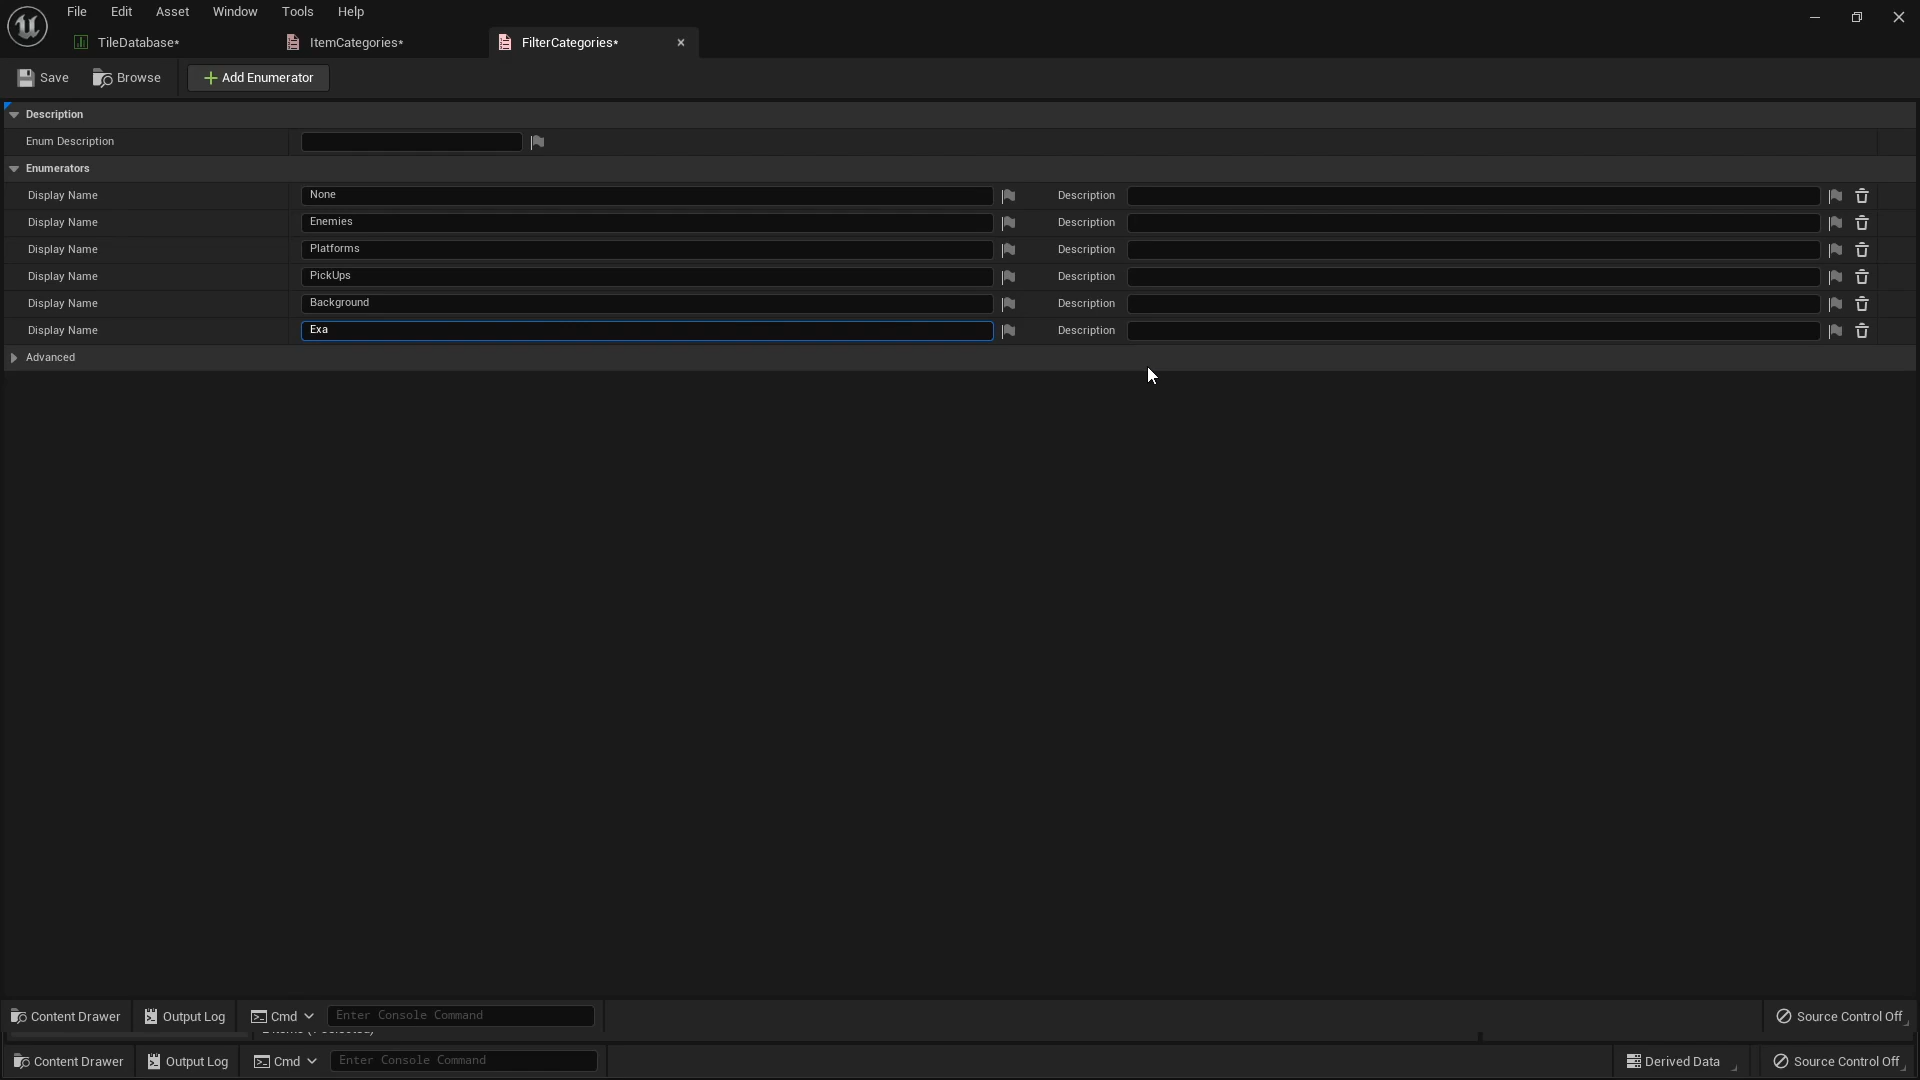 File Edit Asset Window Tools Help
TileDatabase* ItemCategories* FilterCategories*
Save Browse Add Enumerator
Description
Enum Description
Enumerators
Display Name None Description
Display Name Enemies Description
Display Name Platforms Description
Display Name PickUps Description
Display Name Background Description
Display Name Exa Description
Advanced
Content Drawer Output Log Cmd Enter Console Command Source Control Off
Content Drawer Output Log Cmd Enter Console Command Derived Data Source Control Off